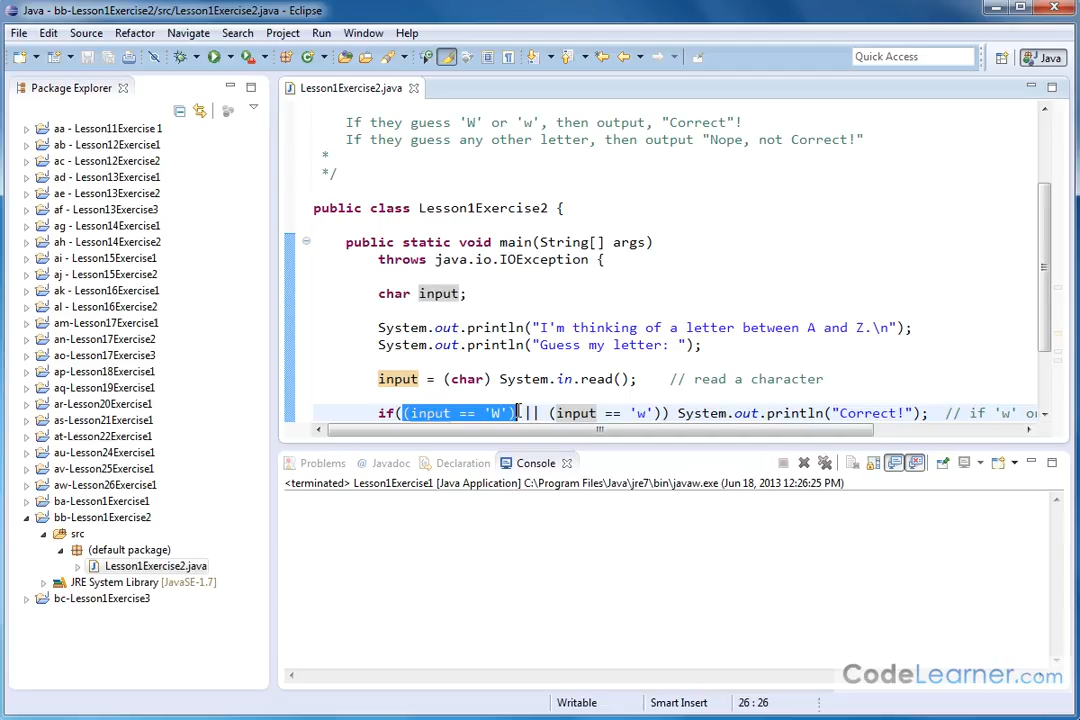 Java - bb-Lesson1Exercise2/src/Lesson1Exercise2.java - Eclipse
File Edit Source Refactor Navigate Search Project Run Window Help
Quick Access
Java
Package Explorer
aa - Lesson11Exercise1
ab - Lesson12Exercise1
ac - Lesson12Exercise2
ad - Lesson13Exercise1
ae - Lesson13Exercise2
af - Lesson13Exercise3
ag - Lesson14Exercise1
ah - Lesson14Exercise2
ai - Lesson15Exercise1
aj - Lesson15Exercise2
ak - Lesson16Exercise1
al - Lesson16Exercise2
am-Lesson17Exercise1
an-Lesson17Exercise2
ao-Lesson17Exercise3
ap-Lesson18Exercise1
aq-Lesson19Exercise1
ar-Lesson20Exercise1
as-Lesson21Exercise1
at-Lesson22Exercise1
au-Lesson24Exercise1
av-Lesson25Exercise1
aw-Lesson26Exercise1
ba-Lesson1Exercise1
bb-Lesson1Exercise2
src
(default package)
Lesson1Exercise2.java
JRE System Library [JavaSE-1.7]
bc-Lesson1Exercise3
Lesson1Exercise2.java
If they guess 'W' or 'w', then output, "Correct"!
If they guess any other letter, then output "Nope, not Correct!"
*
*/
public class Lesson1Exercise2 {
public static void main(String[] args)
throws java.io.IOException {
char input;
System.out.println("I'm thinking of a letter between A and Z.\n");
System.out.println("Guess my letter: ");
input = (char) System.in.read(); // read a character
if((input == 'W') || (input == 'w')) System.out.println("Correct!"); // if 'w' or
Problems @ Javadoc Declaration Console
<terminated> Lesson1Exercise1 [Java Application] C:\Program Files\Java\jre7\bin\javaw.exe (Jun 18, 2013 12:26:25 PM)
CodeLearner.com
Writable Smart Insert 26 : 26